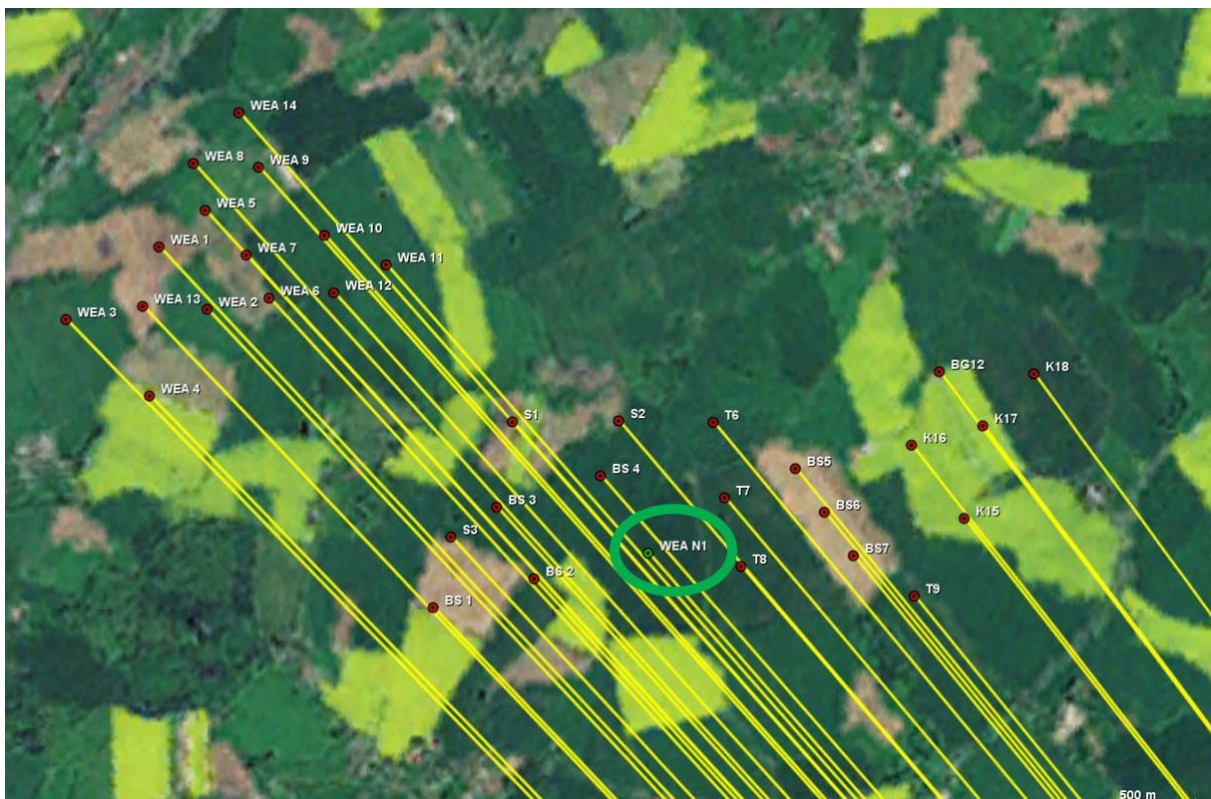 WEA 14
WEA 8
WEA 9
WEA 5
WEA 10
WEA 1
WEA 7
WEA 11
WEA 6
WEA 12
WEA 13
WEA 2
WEA 3
WEA 4
BG12
K18
S1
S2
T6
K17
K16
BS 4
BS5
T7
BS 3
BS6
K15
S3
WEA N1
BS7
T8
BS 2
T9
BS 1
500 m